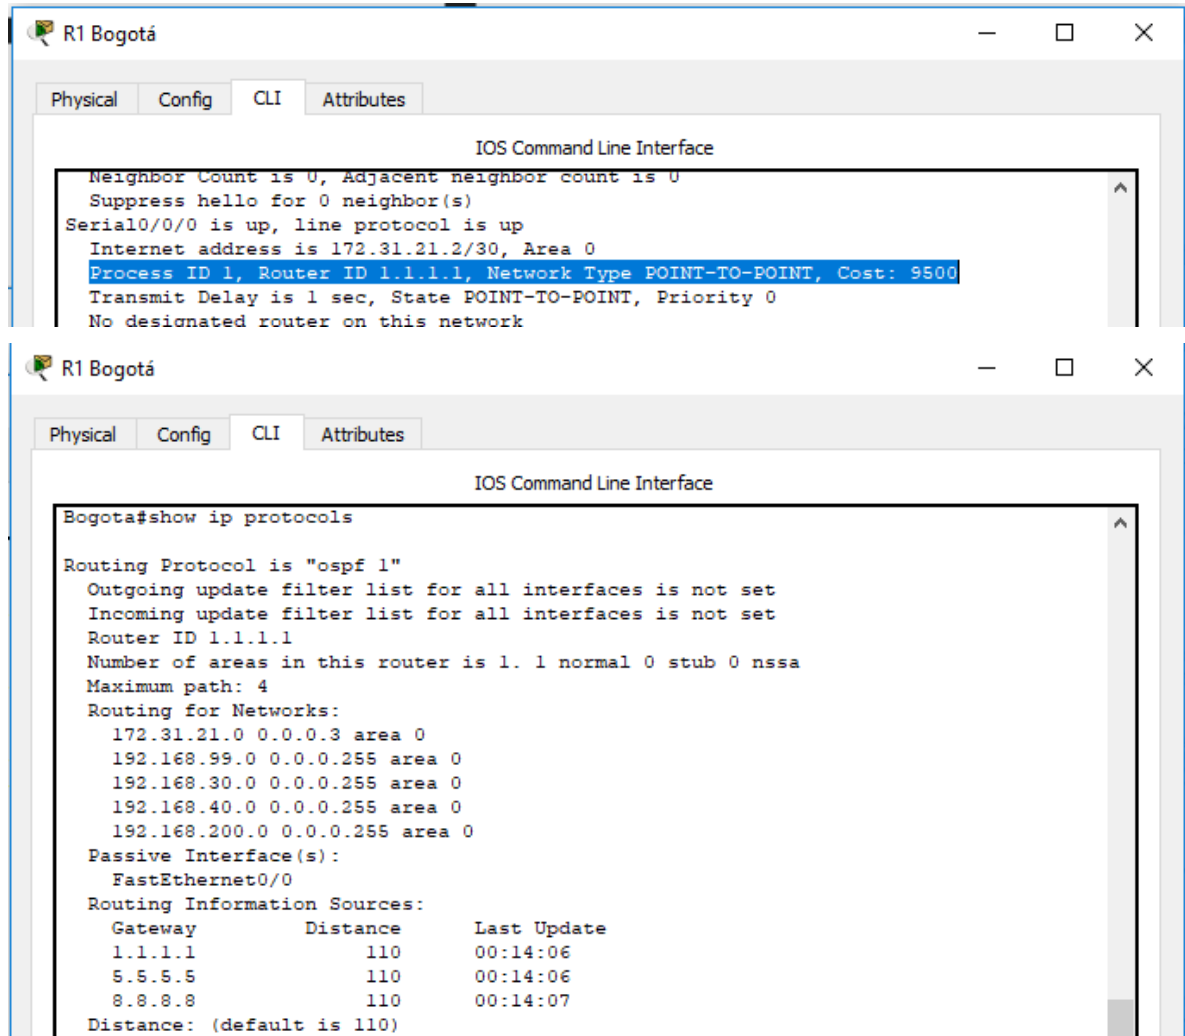 R1 Bogotá
Physical Config CLI Attributes
IOS Command Line Interface
Neighbor Count is 0, Adjacent neighbor count is 0
Suppress hello for 0 neighbor(s)
Serial0/0/0 is up, line protocol is up
Internet address is 172.31.21.2/30, Area 0
Process ID 1, Router ID 1.1.1.1, Network Type POINT-TO-POINT, Cost: 9500
Transmit Delay is 1 sec, State POINT-TO-POINT, Priority 0
No designated router on this network
R1 Bogotá
Physical Config CLI Attributes
IOS Command Line Interface
Bogota#show ip protocols
Routing Protocol is "ospf 1"
Outgoing update filter list for all interfaces is not set
Incoming update filter list for all interfaces is not set
Router ID 1.1.1.1
Number of areas in this router is 1. 1 normal 0 stub 0 nssa
Maximum path: 4
Routing for Networks:
172.31.21.0 0.0.0.3 area 0
192.168.99.0 0.0.0.255 area 0
192.168.30.0 0.0.0.255 area 0
192.168.40.0 0.0.0.255 area 0
192.168.200.0 0.0.0.255 area 0
Passive Interface(s):
FastEthernet0/0
Routing Information Sources:
Gateway Distance Last Update
1.1.1.1 110 00:14:06
5.5.5.5 110 00:14:06
8.8.8.8 110 00:14:07
Distance: (default is 110)